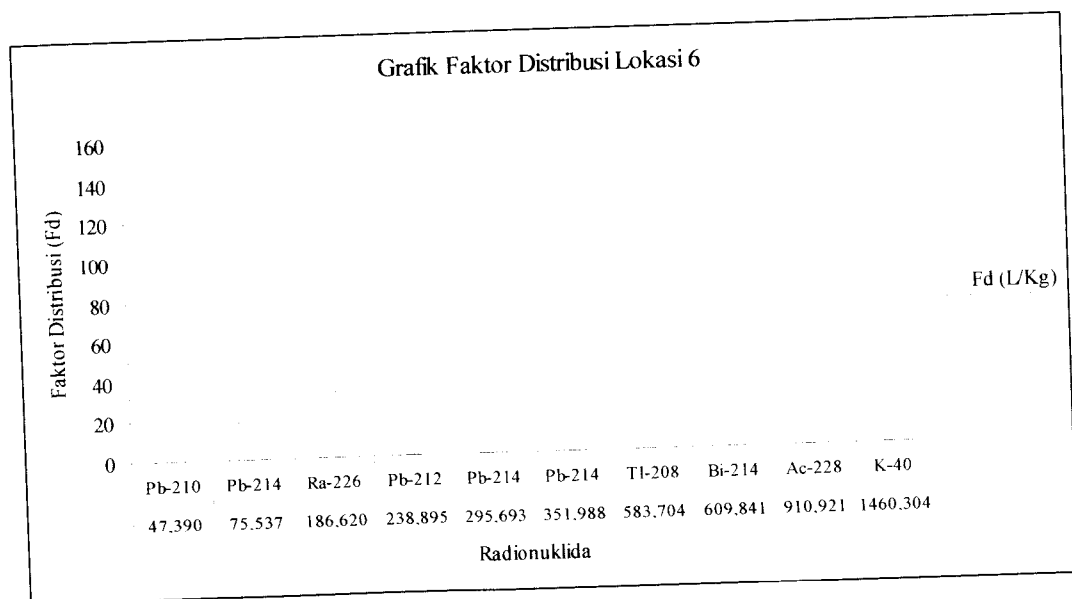 Grafik Faktor Distribusi Lokasi 6
Faktor Distribusi (Fd)
160
140
120
100
80
60
40
20
0
Fd (L/Kg)
Pb-210 Pb-214 Ra-226 Pb-212 Pb-214 Pb-214 Tl-208 Bi-214 Ac-228 K-40
47,390 75,537 186,620 238,895 295,693 351,988 583,704 609,841 910,921 1460,304
Radionuklida